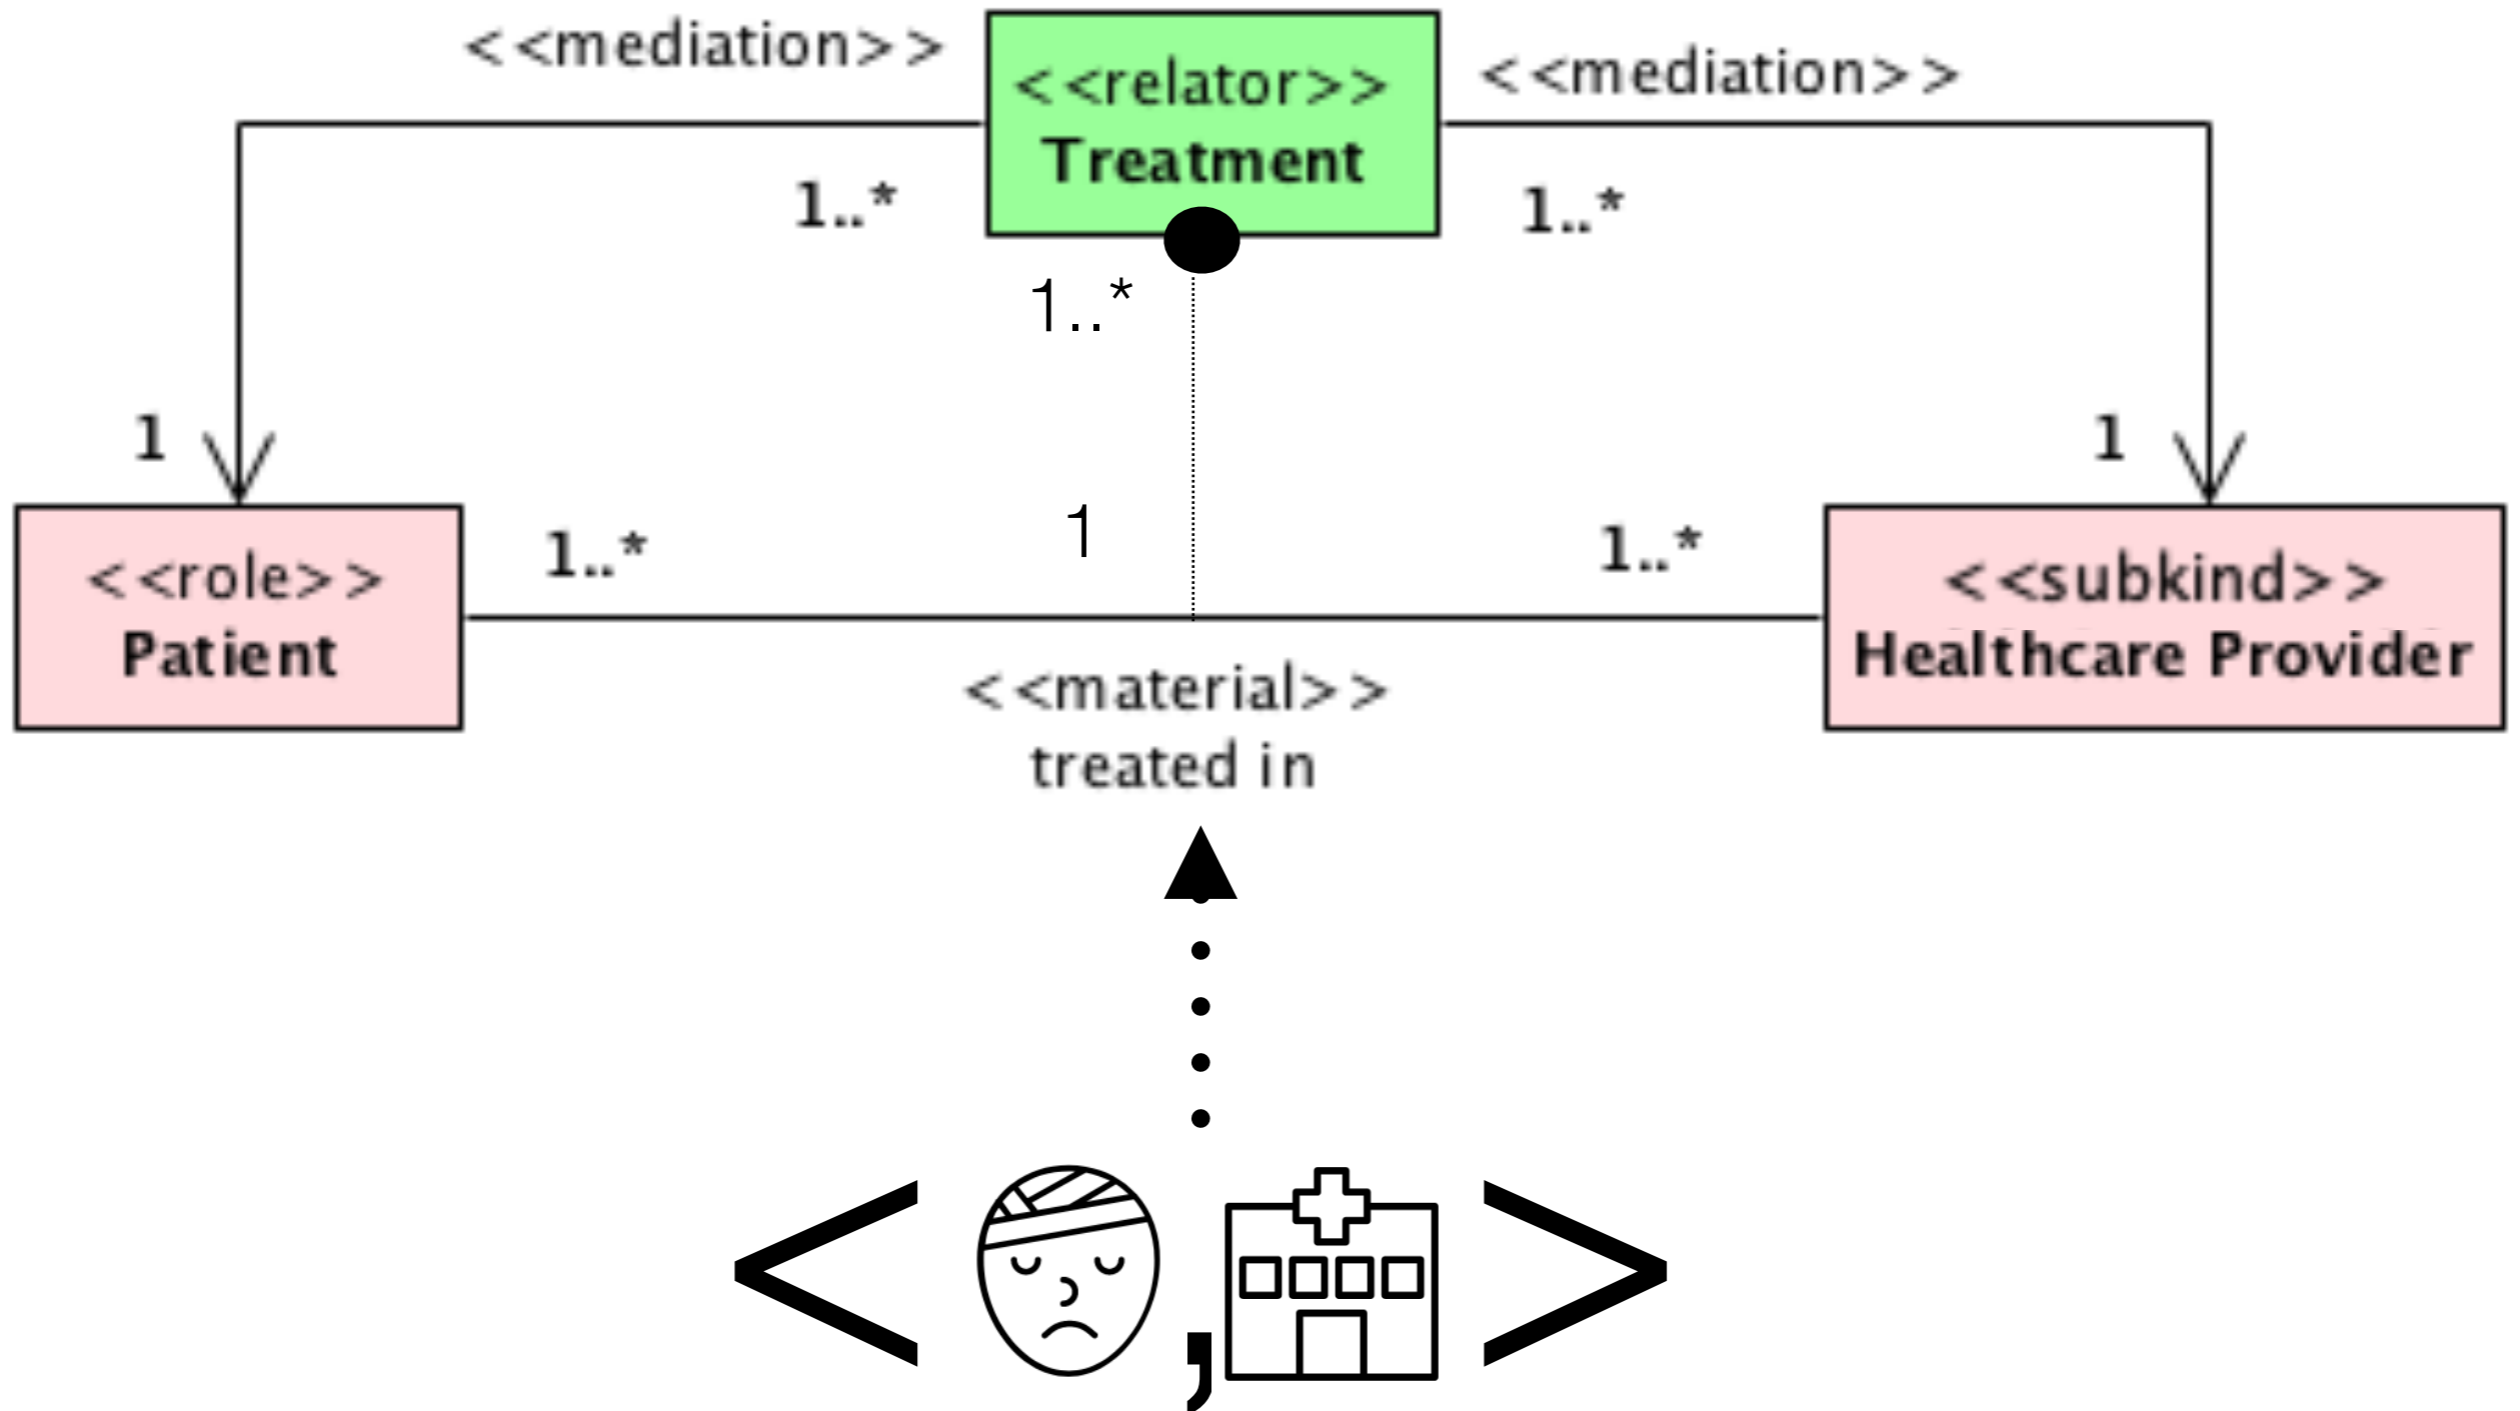 <<mediation>>
<<relator>>
Treatment
<<mediation>>
1..*
1..*
1..*
1
1
<<role>>
Patient
1..*
1
1..*
<<subkind>>
Healthcare Provider
<<material>>
treated in
< , >